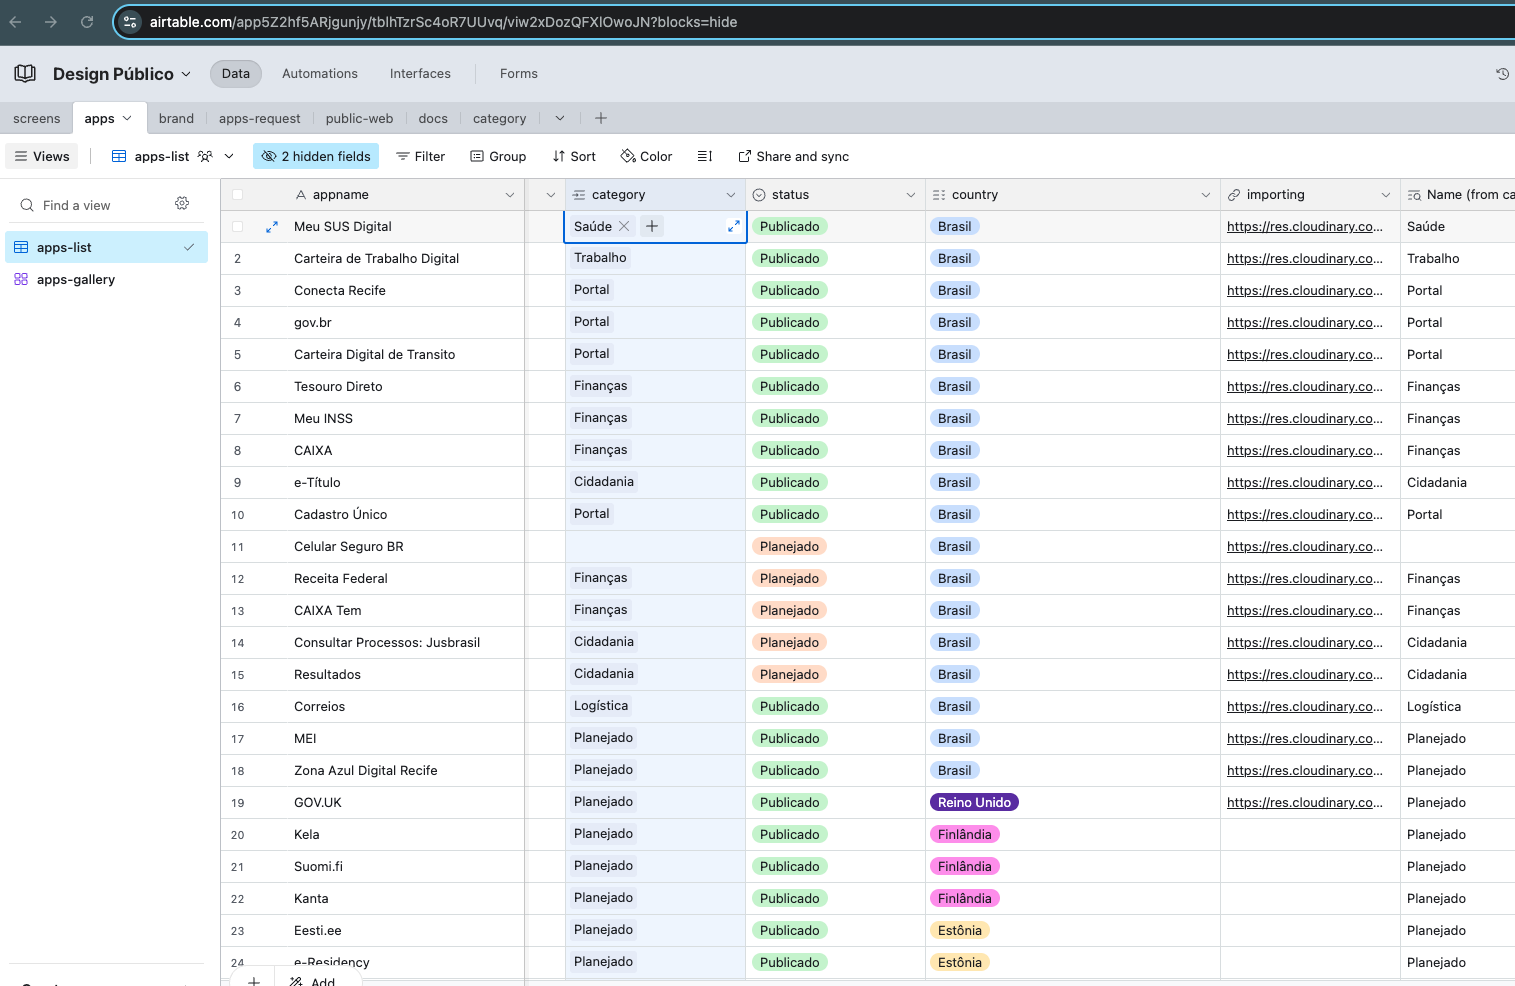 airtable.com/app5Z2hf5ARjgunjy/tblhTzrSc4oR7UUvq/viw2xDozQFXlOwoJN?blocks=hide
Design Público Data Automations Interfaces Forms
screens apps brand apps-request public-web docs category
Views apps-list 2 hidden fields Filter Group Sort Color Share and sync
Find a view
apps-list
apps-gallery
appname category status country importing Name (from ca
Meu SUS Digital Saúde Publicado Brasil https://res.cloudinary.co... Saúde
2 Carteira de Trabalho Digital Trabalho Publicado Brasil https://res.cloudinary.co... Trabalho
3 Conecta Recife Portal Publicado Brasil https://res.cloudinary.co... Portal
4 gov.br Portal Publicado Brasil https://res.cloudinary.co... Portal
5 Carteira Digital de Transito Portal Publicado Brasil https://res.cloudinary.co... Portal
6 Tesouro Direto Finanças Publicado Brasil https://res.cloudinary.co... Finanças
7 Meu INSS Finanças Publicado Brasil https://res.cloudinary.co... Finanças
8 CAIXA Finanças Publicado Brasil https://res.cloudinary.co... Finanças
9 e-Título Cidadania Publicado Brasil https://res.cloudinary.co... Cidadania
10 Cadastro Único Portal Publicado Brasil https://res.cloudinary.co... Portal
11 Celular Seguro BR Planejado Brasil https://res.cloudinary.co...
12 Receita Federal Finanças Planejado Brasil https://res.cloudinary.co... Finanças
13 CAIXA Tem Finanças Planejado Brasil https://res.cloudinary.co... Finanças
14 Consultar Processos: Jusbrasil Cidadania Planejado Brasil https://res.cloudinary.co... Cidadania
15 Resultados Cidadania Planejado Brasil https://res.cloudinary.co... Cidadania
16 Correios Logística Publicado Brasil https://res.cloudinary.co... Logística
17 MEI Planejado Publicado Brasil https://res.cloudinary.co... Planejado
18 Zona Azul Digital Recife Planejado Publicado Brasil https://res.cloudinary.co... Planejado
19 GOV.UK Planejado Publicado Reino Unido https://res.cloudinary.co... Planejado
20 Kela Planejado Publicado Finlândia Planejado
21 Suomi.fi Planejado Publicado Finlândia Planejado
22 Kanta Planejado Publicado Finlândia Planejado
23 Eesti.ee Planejado Publicado Estônia Planejado
24 e-Residency Planejado Publicado Estônia Planejado
Add